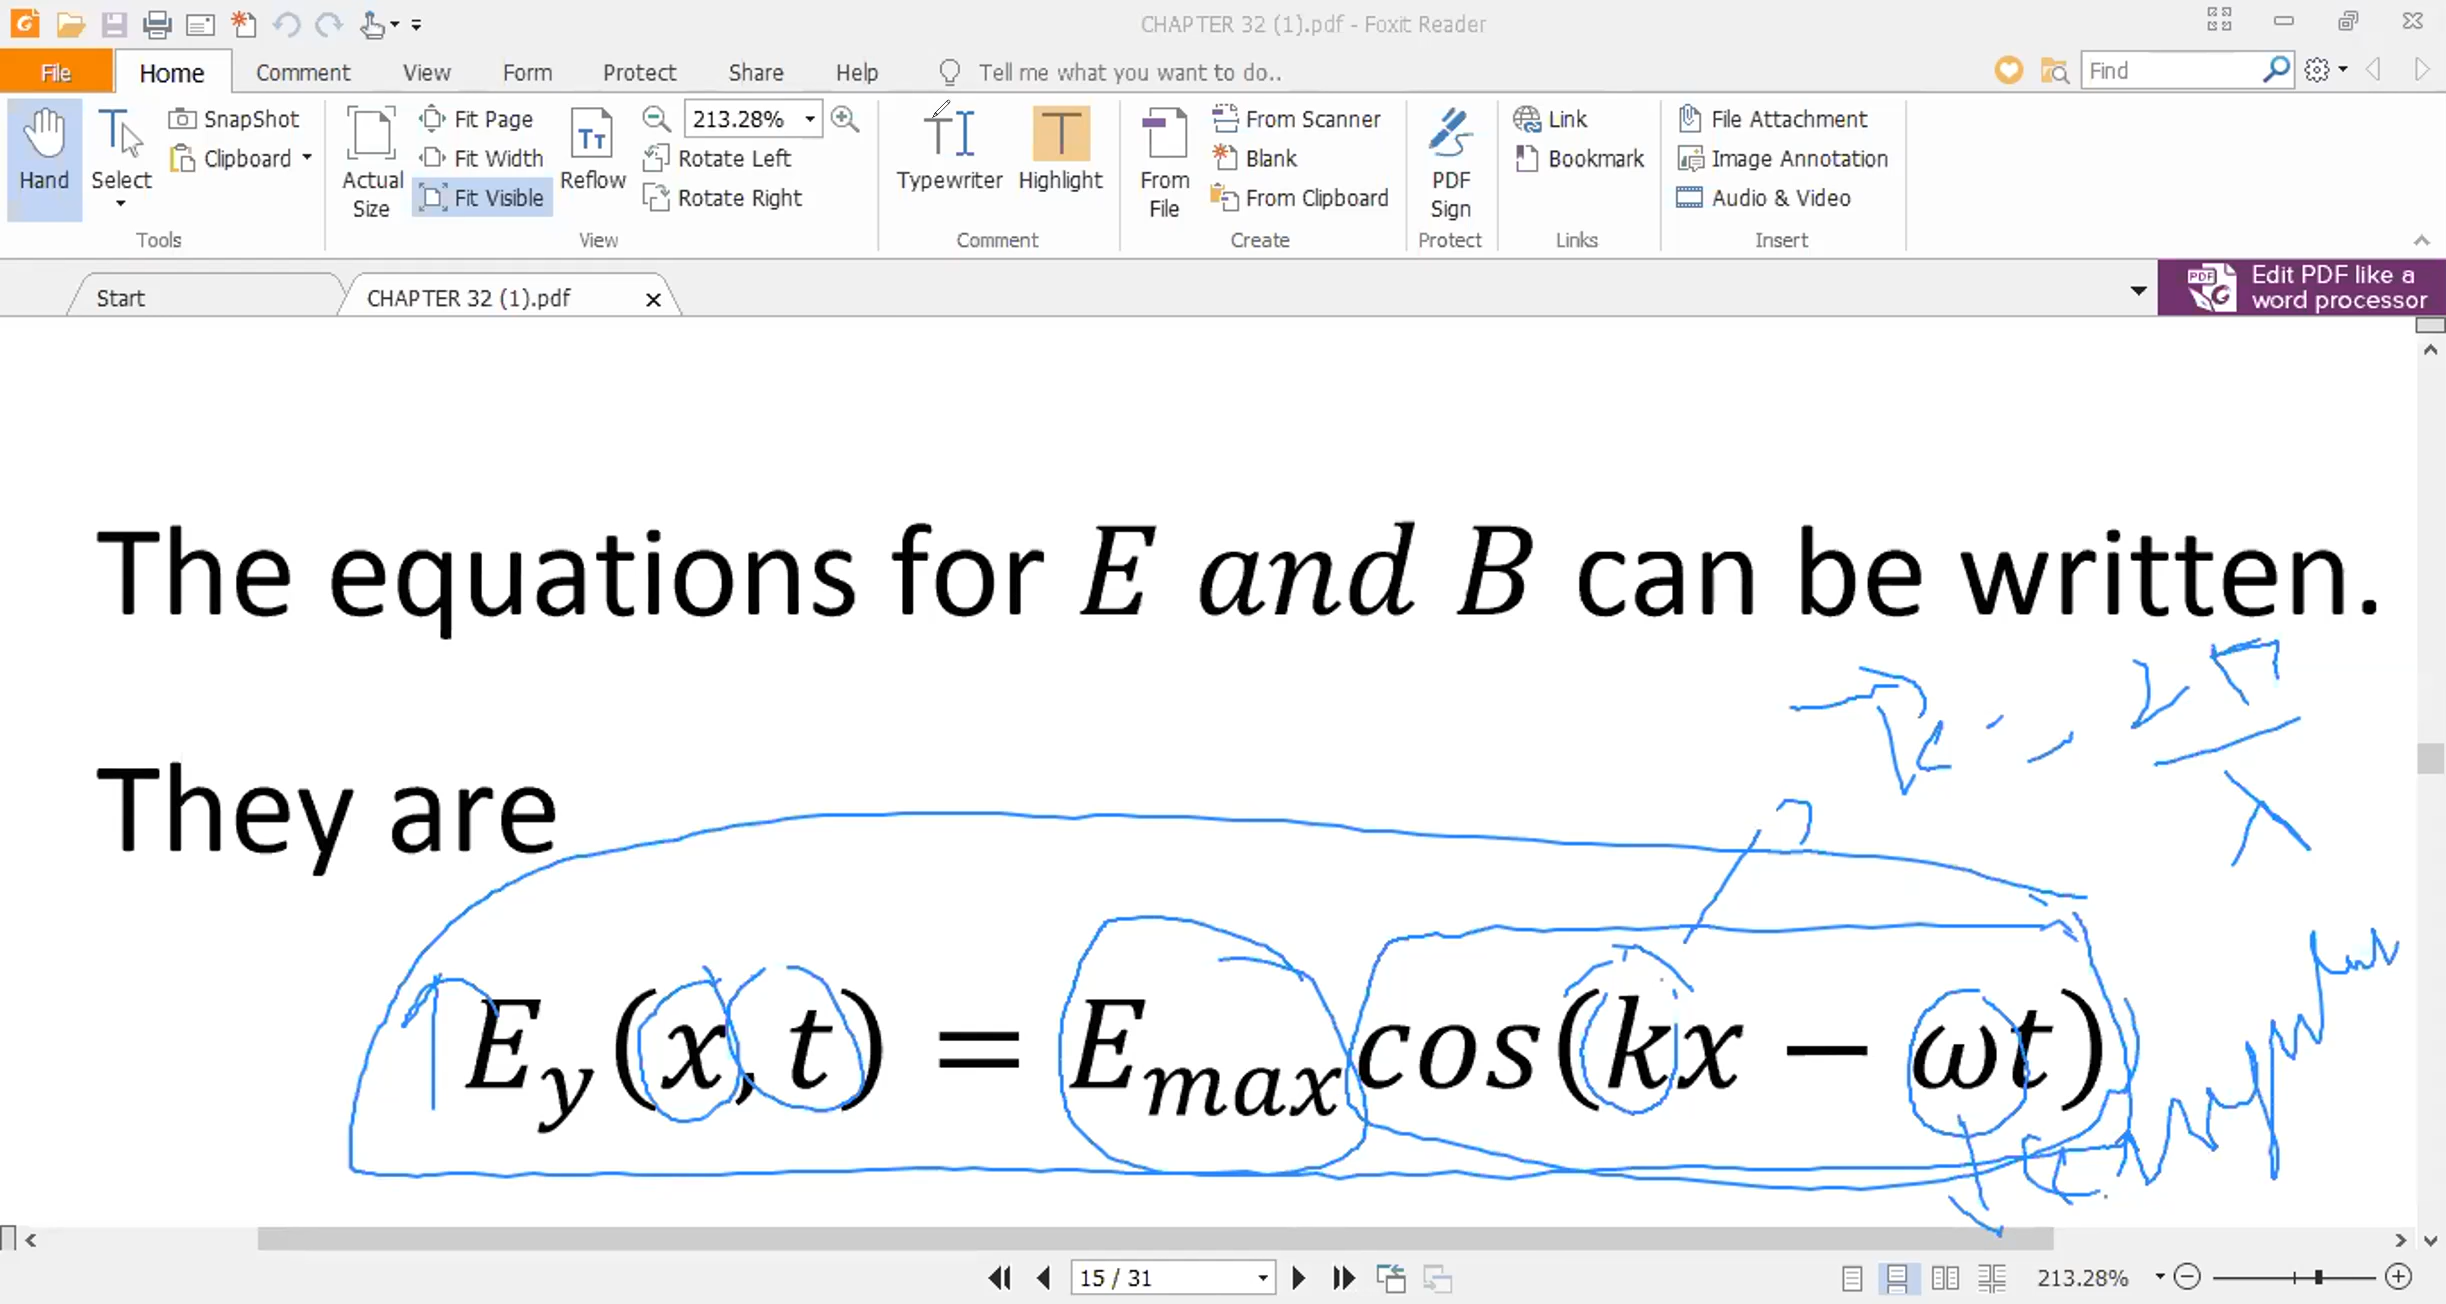 CHAPTER 32 (1).pdf - Foxit Reader
File Home Comment View Form Protect Share Help Tell me what you want to do.. Find
Hand
Select
SnapShot
Clipboard
Tools
Actual Size
Fit Page
Fit Width
Fit Visible
Reflow
213.28%
Rotate Left
Rotate Right
View
Typewriter
Highlight
Comment
From File
From Scanner
Blank
From Clipboard
Create
PDF Sign
Protect
Link
Bookmark
Links
File Attachment
Image Annotation
Audio & Video
Insert
Start
CHAPTER 32 (1).pdf
Edit PDF like a
word processor
The equations for E and B can be written.
k = 2π/λ
They are
E_y(x, t) = E_max cos(kx − ωt)
15 / 31
213.28%